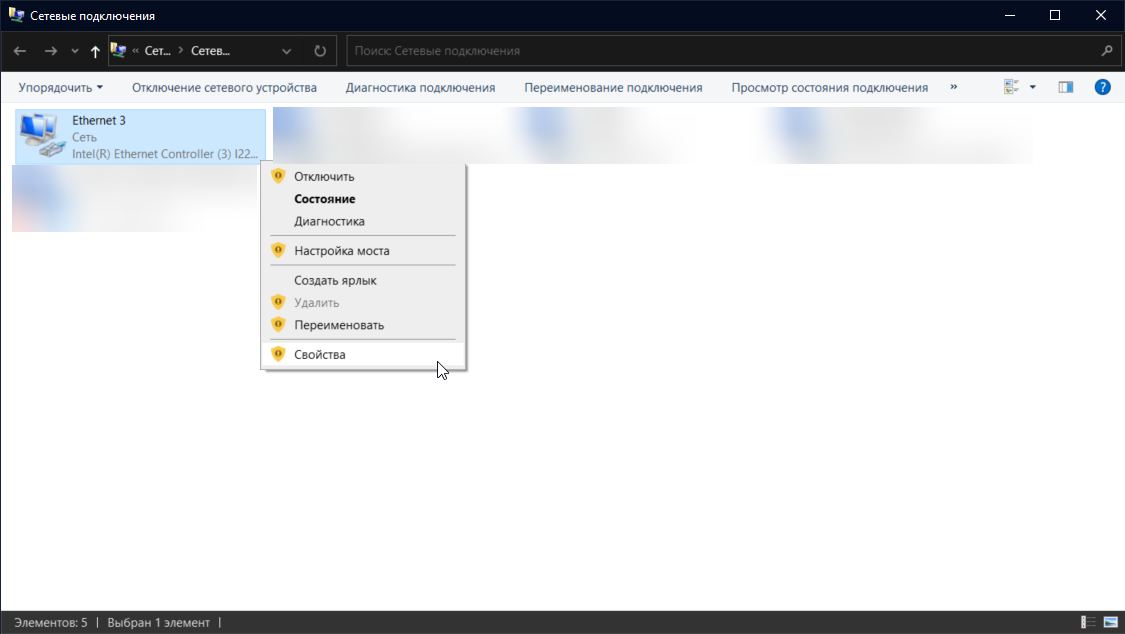 Сетевые подключения
« Сет... > Сетев...
Поиск: Сетевые подключения
Упорядочить Отключение сетевого устройства Диагностика подключения Переименование подключения Просмотр состояния подключения »
Ethernet 3
Сеть
Intel(R) Ethernet Controller (3) I22...
Отключить
Состояние
Диагностика
Настройка моста
Создать ярлык
Удалить
Переименовать
Свойства
Элементов: 5 | Выбран 1 элемент |